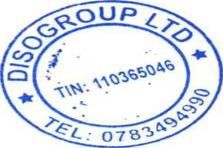 ★ DISOGROUP LTD ★
TIN: 110365046
TEL: 0783494990